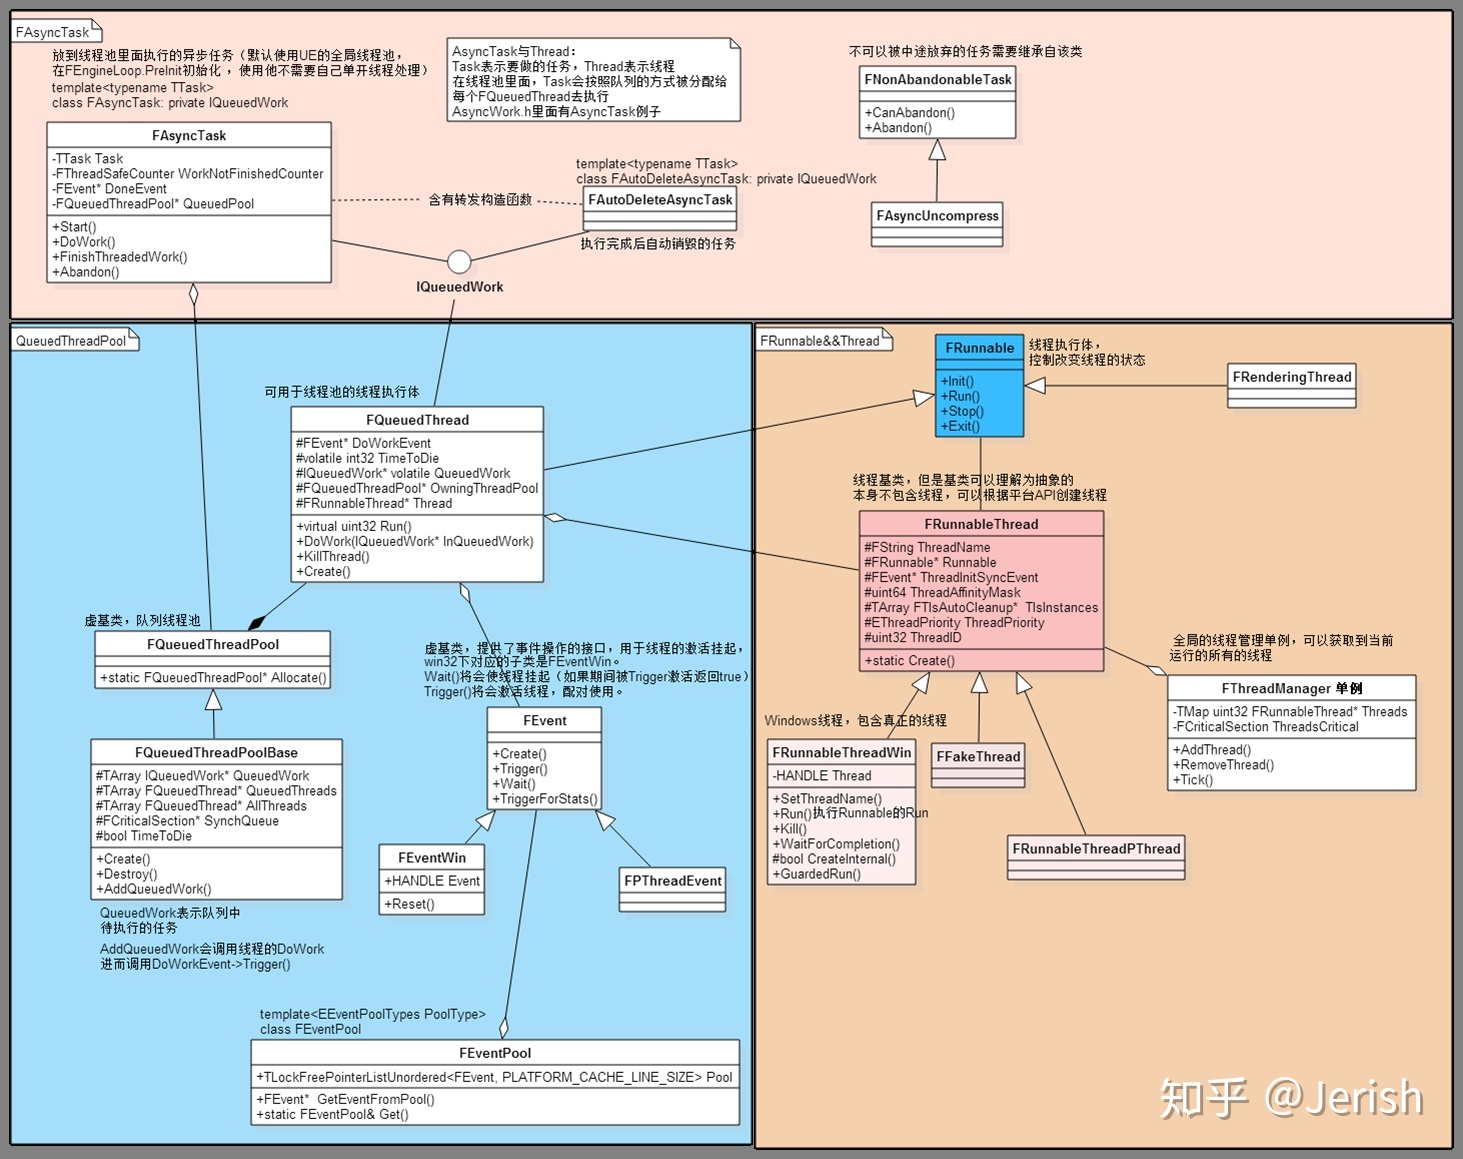 FAsyncTask
放到线程池里面执行的异步任务（默认使用UE的全局线程池，
在FEngineLoop.PreInit初始化 ，使用他不需要自己单开线程处理）
template<typename TTask>
class FAsyncTask: private IQueuedWork
FAsyncTask
-TTask Task
-FThreadSafeCounter WorkNotFinishedCounter
-FEvent* DoneEvent
-FQueuedThreadPool* QueuedPool
+Start()
+DoWork()
+FinishThreadedWork()
+Abandon()
AsyncTask与Thread：
Task表示要做的任务，Thread表示线程
在线程池里面，Task会按照队列的方式被分配给
每个FQueuedThread去执行
AsyncWork.h里面有AsyncTask例子
含有转发构造函数
template<typename TTask>
class FAutoDeleteAsyncTask: private IQueuedWork
FAutoDeleteAsyncTask
执行完成后自动销毁的任务
IQueuedWork
不可以被中途放弃的任务需要继承自该类
FNonAbandonableTask
+CanAbandon()
+Abandon()
FAsyncUncompress
QueuedThreadPool
可用于线程池的线程执行体
FQueuedThread
#FEvent* DoWorkEvent
#volatile int32 TimeToDie
#IQueuedWork* volatile QueuedWork
#FQueuedThreadPool* OwningThreadPool
#FRunnableThread* Thread
+virtual uint32 Run()
+DoWork(IQueuedWork* InQueuedWork)
+KillThread()
+Create()
虚基类，队列线程池
FQueuedThreadPool
+static FQueuedThreadPool* Allocate()
FQueuedThreadPoolBase
#TArray IQueuedWork* QueuedWork
#TArray FQueuedThread* QueuedThreads
#TArray FQueuedThread* AllThreads
#FCriticalSection* SynchQueue
#bool TimeToDie
+Create()
+Destroy()
+AddQueuedWork()
QueuedWork表示队列中
待执行的任务
AddQueuedWork会调用线程的DoWork
进而调用DoWorkEvent->Trigger()
虚基类，提供了事件操作的接口，用于线程的激活挂起，
win32下对应的子类是FEventWin。
Wait()将会使线程挂起（如果期间被Trigger激活返回true）
Trigger()将会激活线程，配对使用。
FEvent
+Create()
+Trigger()
+Wait()
+TriggerForStats()
FEventWin
+HANDLE Event
+Reset()
FPThreadEvent
template<EEventPoolTypes PoolType>
class FEventPool
FEventPool
+TLockFreePointerListUnordered<FEvent, PLATFORM_CACHE_LINE_SIZE> Pool
+FEvent* GetEventFromPool()
+static FEventPool& Get()
FRunnable&&Thread
FRunnable
+Init()
+Run()
+Stop()
+Exit()
线程执行体，
控制改变线程的状态
FRenderingThread
线程基类，但是基类可以理解为抽象的
本身不包含线程，可以根据平台API创建线程
FRunnableThread
#FString ThreadName
#FRunnable* Runnable
#FEvent* ThreadInitSyncEvent
#uint64 ThreadAffinityMask
#TArray FTlsAutoCleanup* TlsInstances
#EThreadPriority ThreadPriority
#uint32 ThreadID
+static Create()
全局的线程管理单例，可以获取到当前
运行的所有的线程
FThreadManager 单例
-TMap uint32 FRunnableThread* Threads
-FCriticalSection ThreadsCritical
+AddThread()
+RemoveThread()
+Tick()
Windows线程，包含真正的线程
FRunnableThreadWin
-HANDLE Thread
+SetThreadName()
+Run()执行Runnable的Run
+Kill()
+WaitForCompletion()
#bool CreateInternal()
+GuardedRun()
FFakeThread
FRunnableThreadPThread
知乎 @Jerish